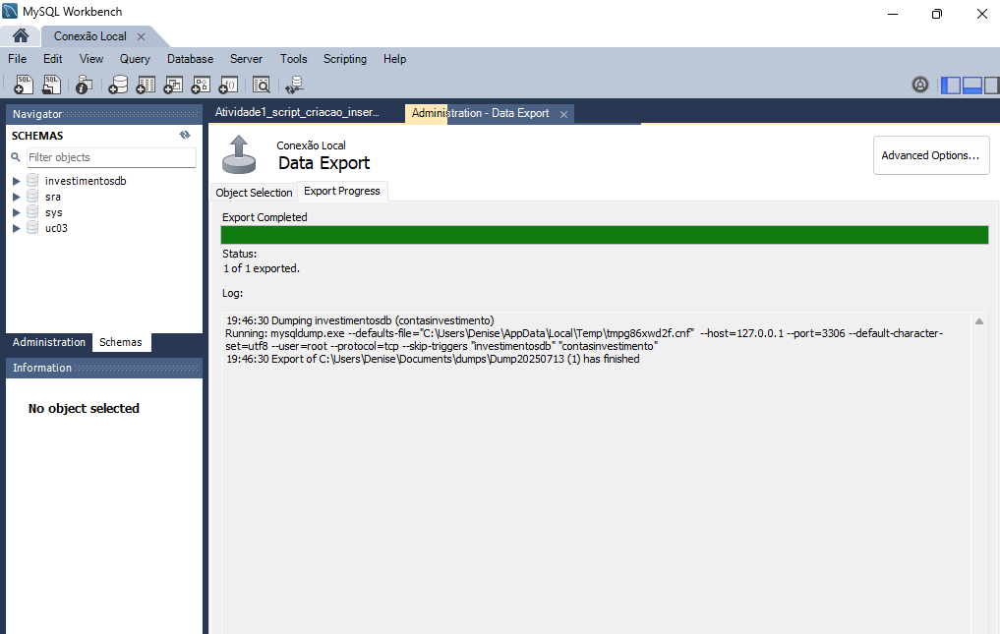 MySQL Workbench
Conexão Local
File Edit View Query Database Server Tools Scripting Help
Navigator
SCHEMAS
Filter objects
investimentosdb
sra
sys
uc03
Administration Schemas
Information
No object selected
Atividade1_script_criacao_inser...
Administration - Data Export
Conexão Local
Data Export
Advanced Options...
Object Selection Export Progress
Export Completed
Status:
1 of 1 exported.
Log:
19:46:30 Dumping investimentosdb (contasinvestimento)
Running: mysqldump.exe --defaults-file="C:\Users\Denise\AppData\Local\Temp\tmpg86xwd2f.cnf" --host=127.0.0.1 --port=3306 --default-character-
set=utf8 --user=root --protocol=tcp --skip-triggers "investimentosdb" "contasinvestimento"
19:46:30 Export of C:\Users\Denise\Documents\dumps\Dump20250713 (1) has finished